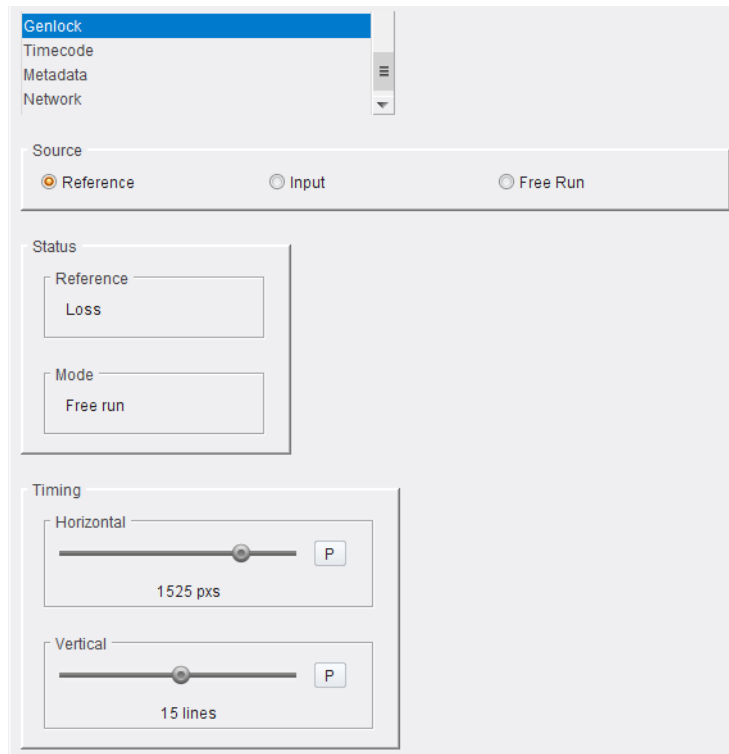 Genlock
Timecode
Metadata
Network
Source
Reference Input Free Run
Status
Reference
Loss
Mode
Free run
Timing
Horizontal
P
1525 pxs
Vertical
P
15 lines